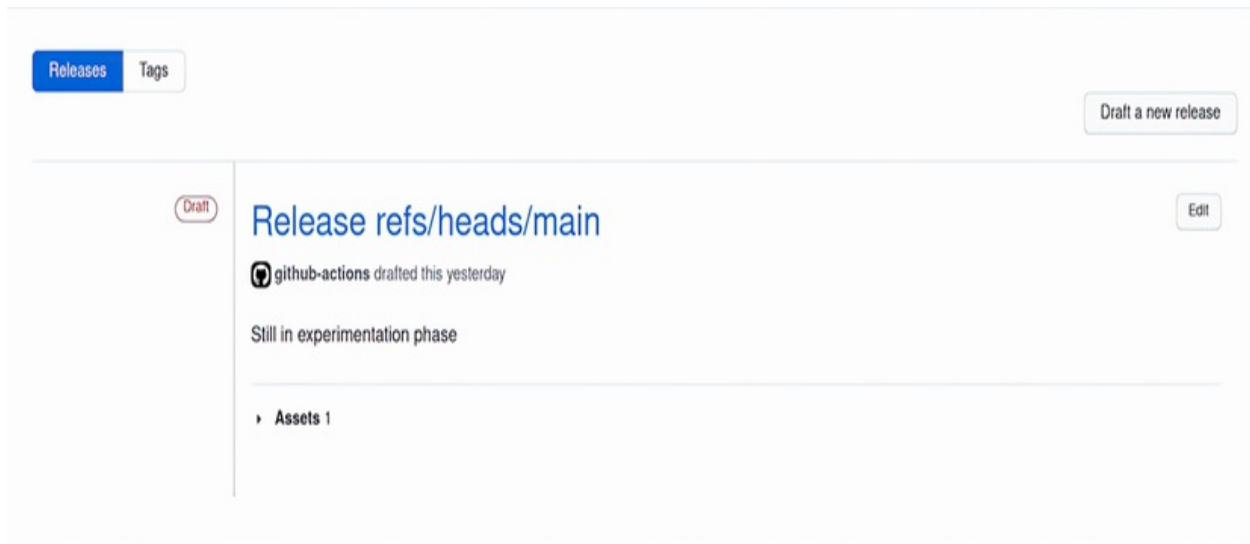 Releases Tags
Draft a new release
Draft
Release refs/heads/main
Edit
github-actions drafted this yesterday
Still in experimentation phase
Assets 1